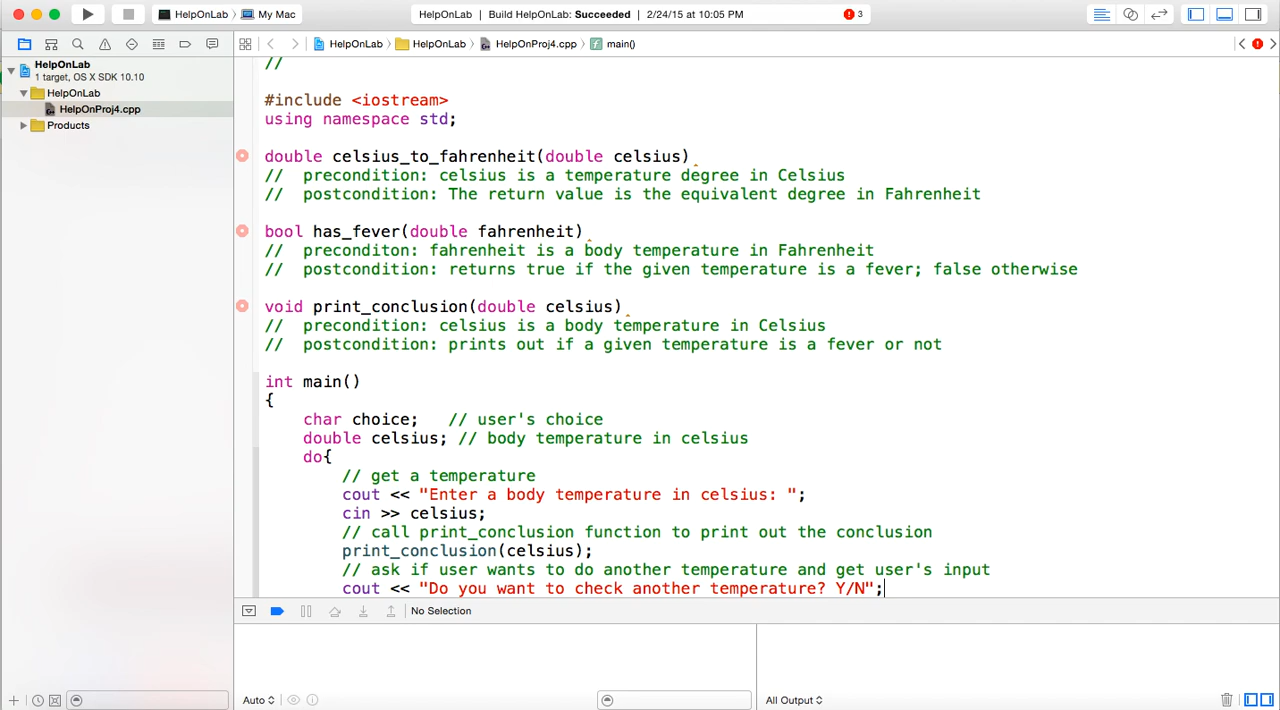 HelpOnLab My Mac HelpOnLab | Build HelpOnLab: Succeeded | 2/24/15 at 10:05 PM 3
HelpOnLab HelpOnLab HelpOnProj4.cpp main()
HelpOnLab
1 target, OS X SDK 10.10
HelpOnLab
HelpOnProj4.cpp
Products
//
#include <iostream>
using namespace std;
double celsius_to_fahrenheit(double celsius)
//  precondition: celsius is a temperature degree in Celsius
//  postcondition: The return value is the equivalent degree in Fahrenheit
bool has_fever(double fahrenheit)
//  preconditon: fahrenheit is a body temperature in Fahrenheit
//  postcondition: returns true if the given temperature is a fever; false otherwise
void print_conclusion(double celsius)
//  precondition: celsius is a body temperature in Celsius
//  postcondition: prints out if a given temperature is a fever or not
int main()
{
char choice;   // user's choice
double celsius; // body temperature in celsius
do{
// get a temperature
cout << "Enter a body temperature in celsius: ";
cin >> celsius;
// call print_conclusion function to print out the conclusion
print_conclusion(celsius);
// ask if user wants to do another temperature and get user's input
cout << "Do you want to check another temperature? Y/N";
No Selection
Auto
All Output